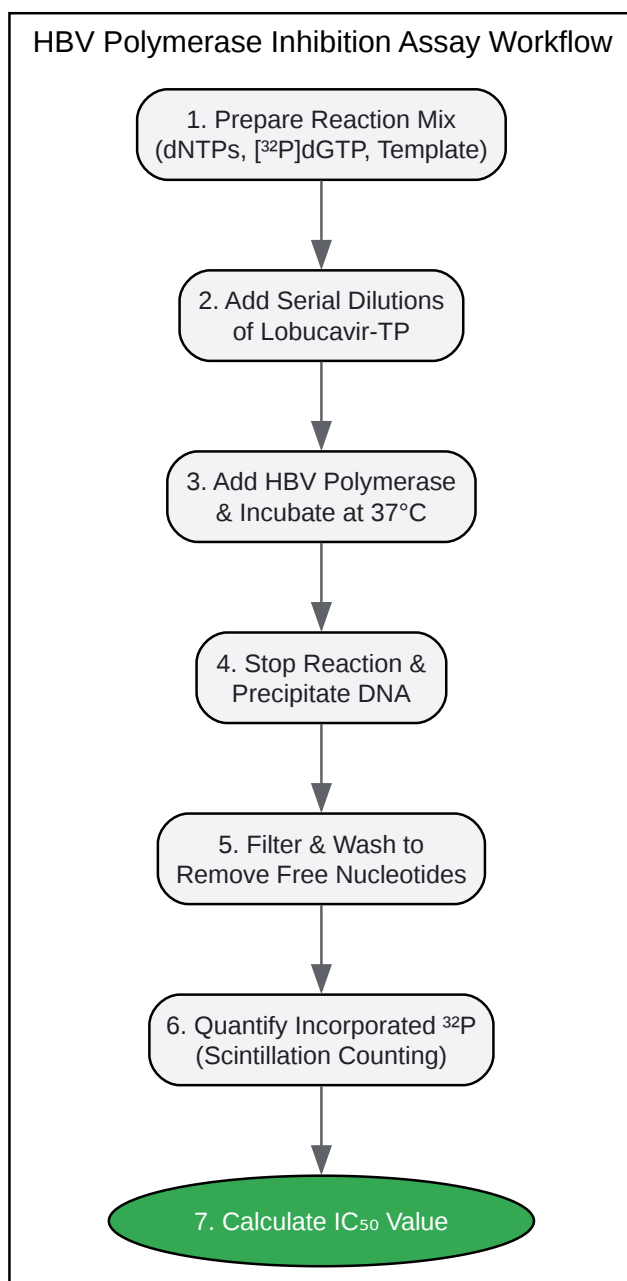 HBV Polymerase Inhibition Assay Workflow
1. Prepare Reaction Mix
(dNTPs, [³²P]dGTP, Template)
2. Add Serial Dilutions
of Lobucavir-TP
3. Add HBV Polymerase
& Incubate at 37°C
4. Stop Reaction &
Precipitate DNA
5. Filter & Wash to
Remove Free Nucleotides
6. Quantify Incorporated ³²P
(Scintillation Counting)
7. Calculate IC₅₀ Value